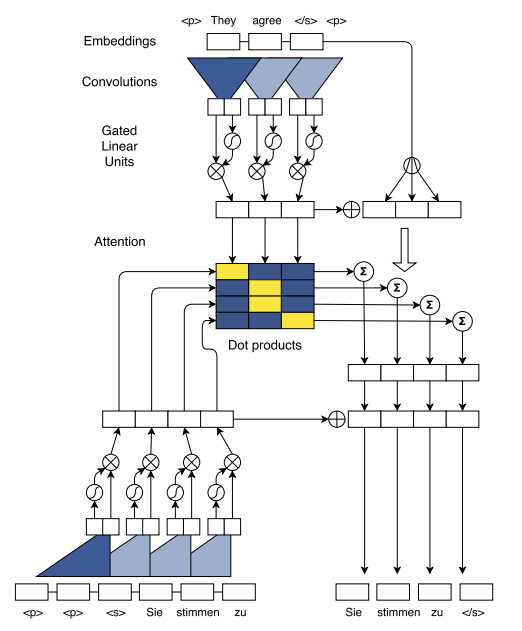 <p> They agree </s> <p>
Embeddings
Convolutions
Gated
Linear
Units
Attention
Σ
Σ
Σ
Σ
Dot products
<p> <p> <s> Sie stimmen zu
Sie stimmen zu </s>